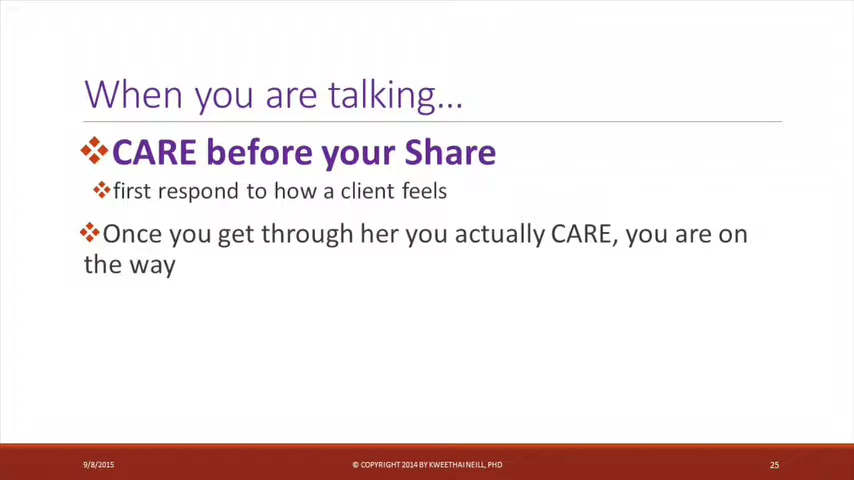 When you are talking...
CARE before your Share
first respond to how a client feels
Once you get through her you actually CARE, you are on
the way
9/8/2015
© COPYRIGHT 2014 BY KWEETHAI NEILL, PHD
25